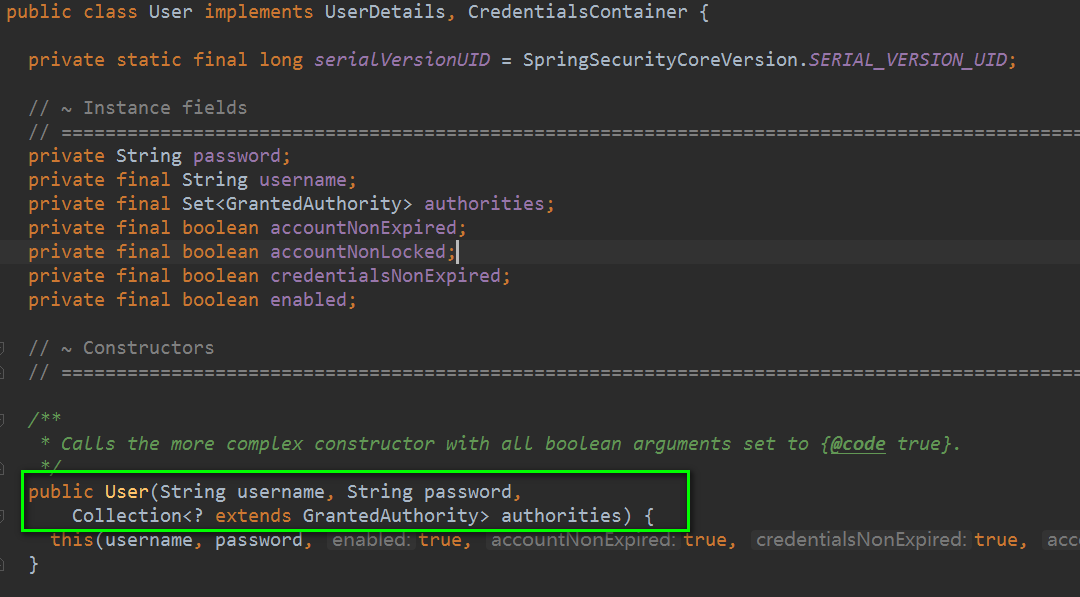 public class User implements UserDetails, CredentialsContainer {
private static final long serialVersionUID = SpringSecurityCoreVersion.SERIAL_VERSION_UID;
// ~ Instance fields
// =============================================================================================
private String password;
private final String username;
private final Set<GrantedAuthority> authorities;
private final boolean accountNonExpired;
private final boolean accountNonLocked;
private final boolean credentialsNonExpired;
private final boolean enabled;
// ~ Constructors
// =============================================================================================
/**
* Calls the more complex constructor with all boolean arguments set to {@code true}.
*/
public User(String username, String password,
Collection<? extends GrantedAuthority> authorities) {
this(username, password, enabled: true, accountNonExpired: true, credentialsNonExpired: true,
}